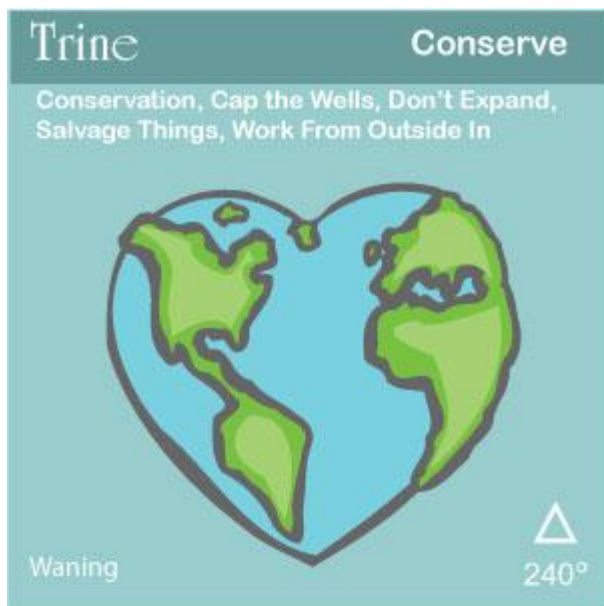 Trine
Conserve
Conservation, Cap the Wells, Don't Expand,
Salvage Things, Work From Outside In
Waning
240°